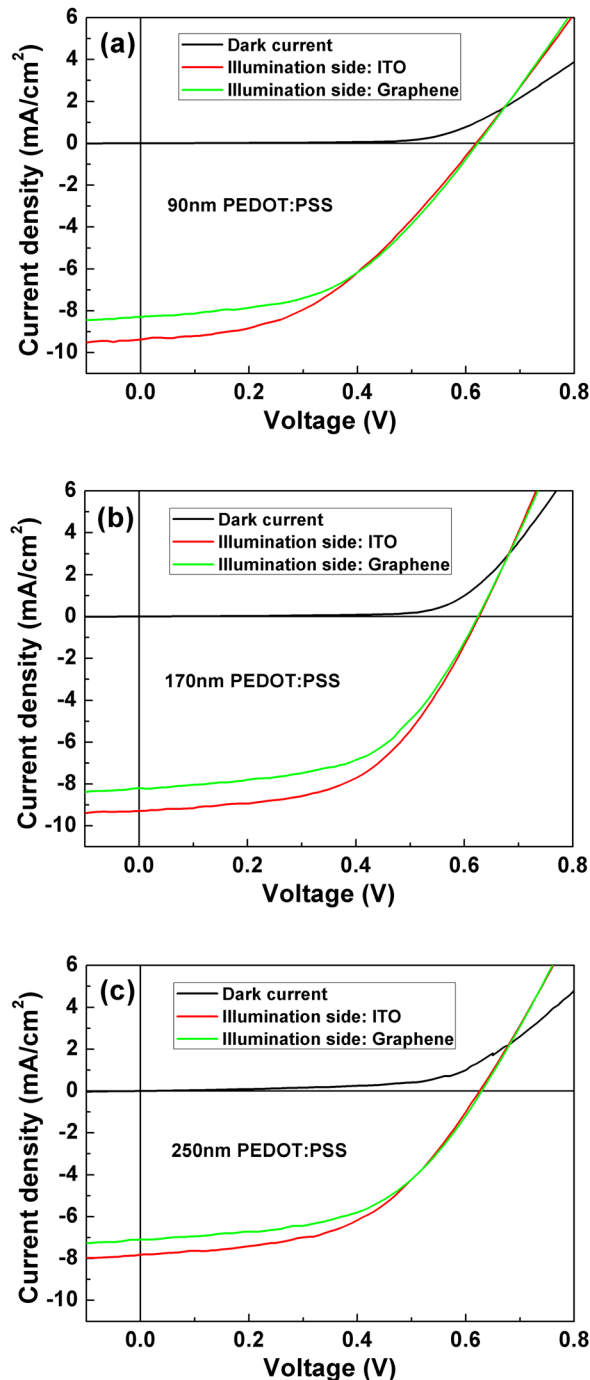 (a)
Dark current
Illumination side: ITO
Illumination side: Graphene
90nm PEDOT:PSS
Current density (mA/cm²)
6
4
2
0
-2
-4
-6
-8
-10
0.0 0.2 0.4 0.6 0.8
Voltage (V)
(b)
Dark current
Illumination side: ITO
Illumination side: Graphene
170nm PEDOT:PSS
Current density (mA/cm²)
6
4
2
0
-2
-4
-6
-8
-10
0.0 0.2 0.4 0.6 0.8
Voltage (V)
(c)
Dark current
Illumination side: ITO
Illumination side: Graphene
250nm PEDOT:PSS
Current density (mA/cm²)
6
4
2
0
-2
-4
-6
-8
-10
0.0 0.2 0.4 0.6 0.8
Voltage (V)